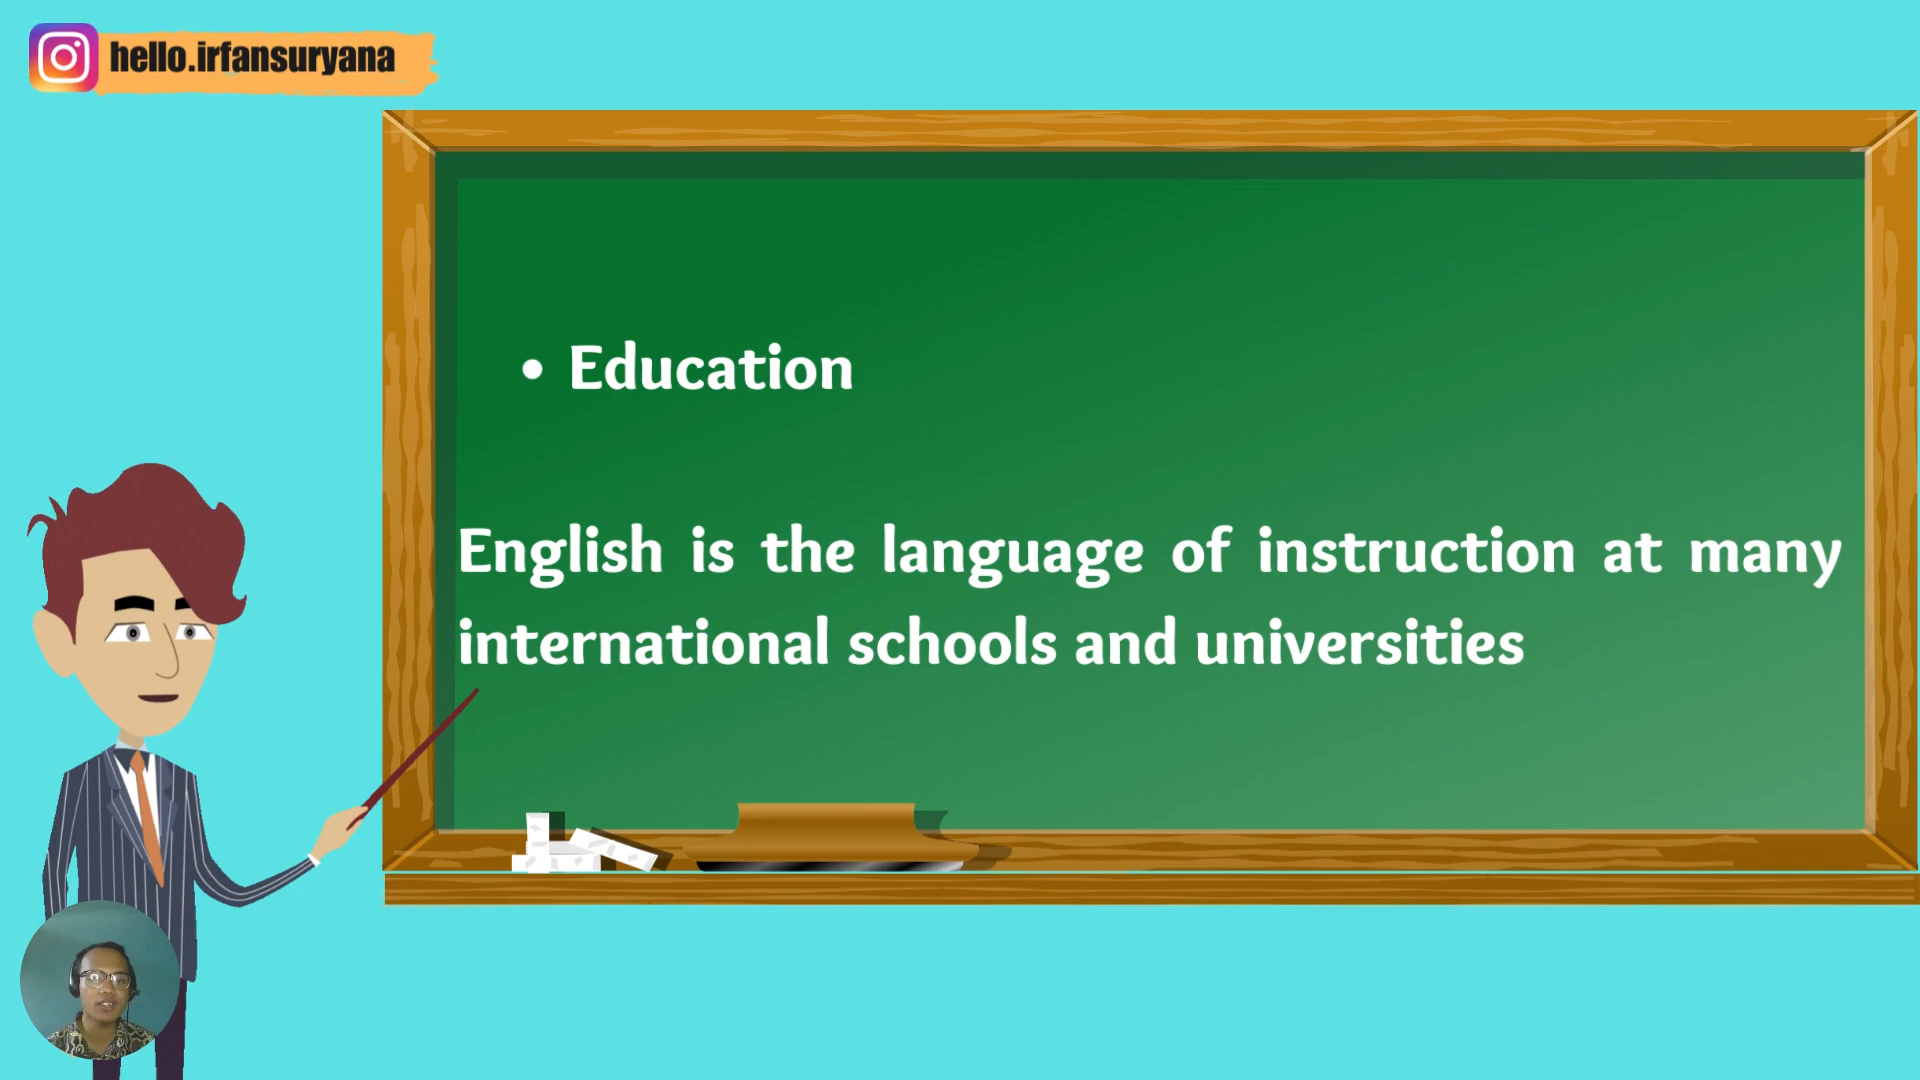 hello.irfansuryana
• Education
English is the language of instruction at many
international schools and universities